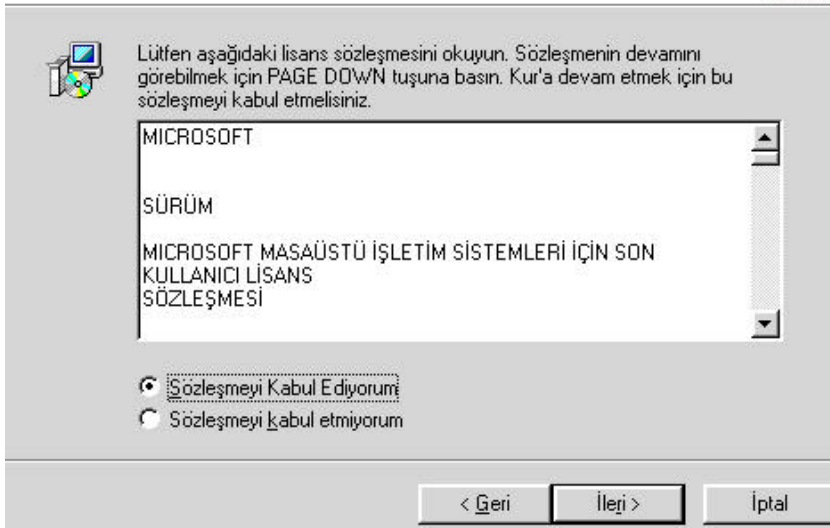 Lütfen aşağıdaki lisans sözleşmesini okuyun. Sözleşmenin devamını
görebilmek için PAGE DOWN tuşuna basın. Kur'a devam etmek için bu
sözleşmeyi kabul etmelisiniz.
MICROSOFT
SÜRÜM
MICROSOFT MASAÜSTÜ İŞLETİM SİSTEMLERİ İÇİN SON
KULLANICI LİSANS
SÖZLEŞMESİ
Sözleşmeyi Kabul Ediyorum
Sözleşmeyi kabul etmiyorum
< Geri İleri > İptal